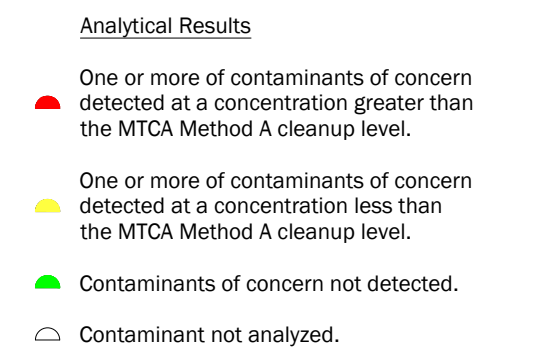 Analytical Results
One or more of contaminants of concern
detected at a concentration greater than
the MTCA Method A cleanup level.
One or more of contaminants of concern
detected at a concentration less than
the MTCA Method A cleanup level.
Contaminants of concern not detected.
Contaminant not analyzed.